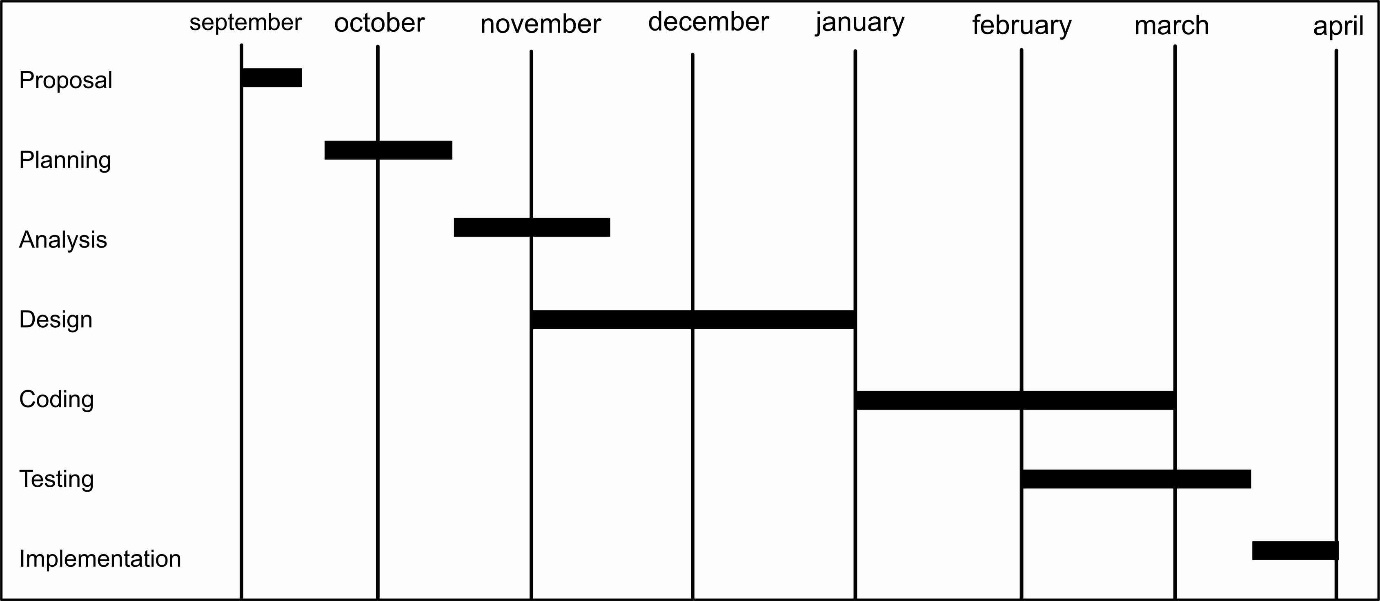 september october november december january february march april
Proposal
Planning
Analysis
Design
Coding
Testing
Implementation